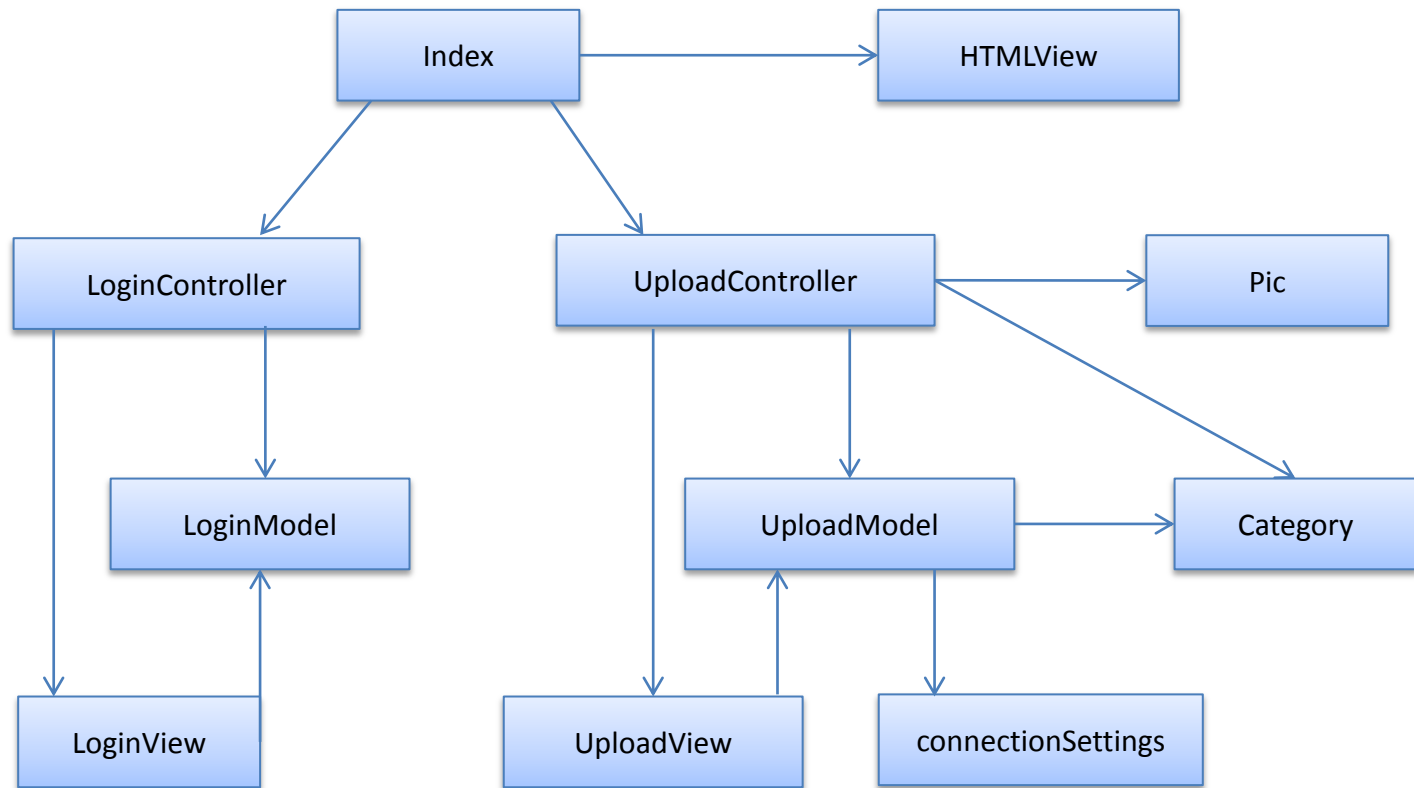 Index
HTMLView
LoginController
UploadController
Pic
LoginModel
UploadModel
Category
LoginView
UploadView
connectionSettings